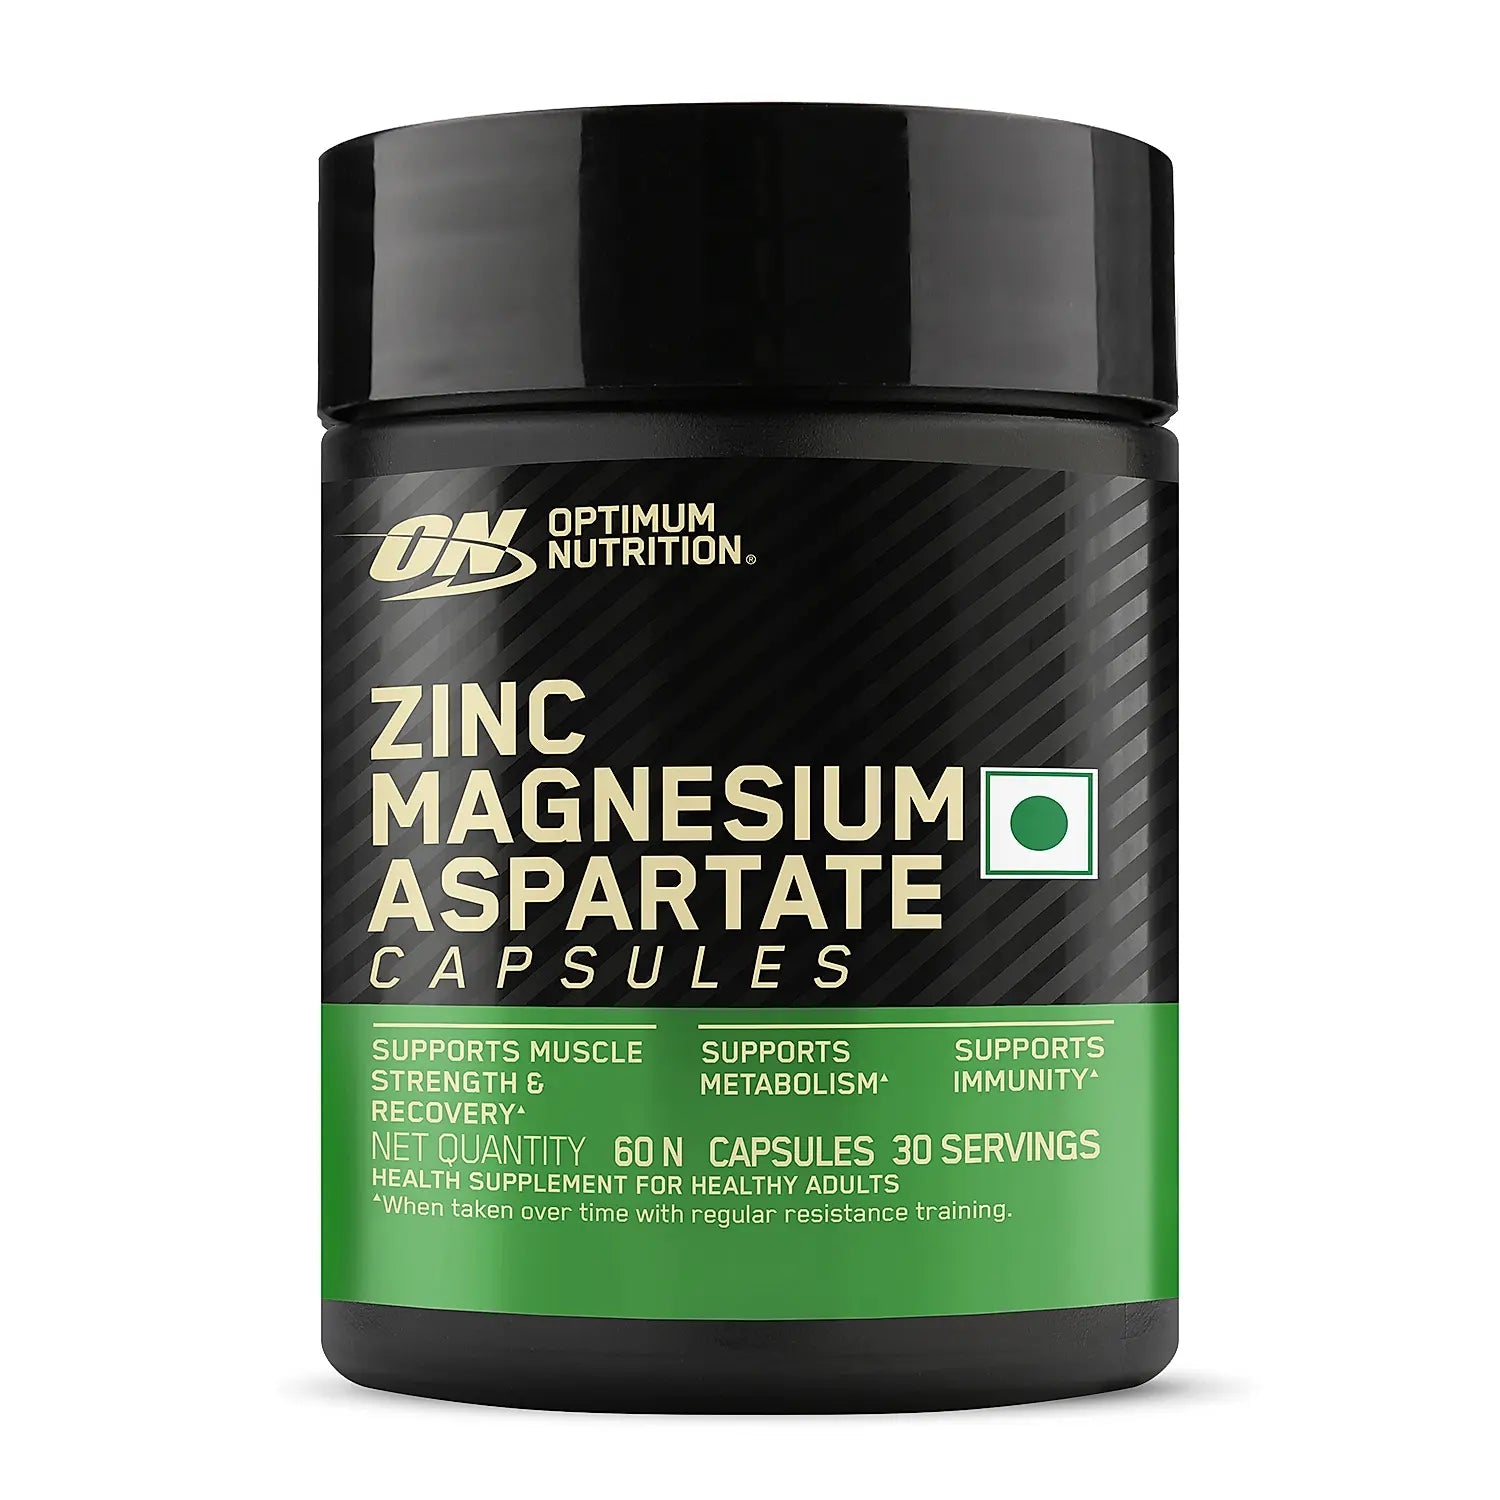 ON OPTIMUM
NUTRITION®
ZINC
MAGNESIUM
ASPARTATE
CAPSULES
SUPPORTS MUSCLE
STRENGTH &
RECOVERY▲
SUPPORTS
METABOLISM▲
SUPPORTS
IMMUNITY▲
NET QUANTITY 60 N CAPSULES 30 SERVINGS
HEALTH SUPPLEMENT FOR HEALTHY ADULTS
▲When taken over time with regular resistance training.